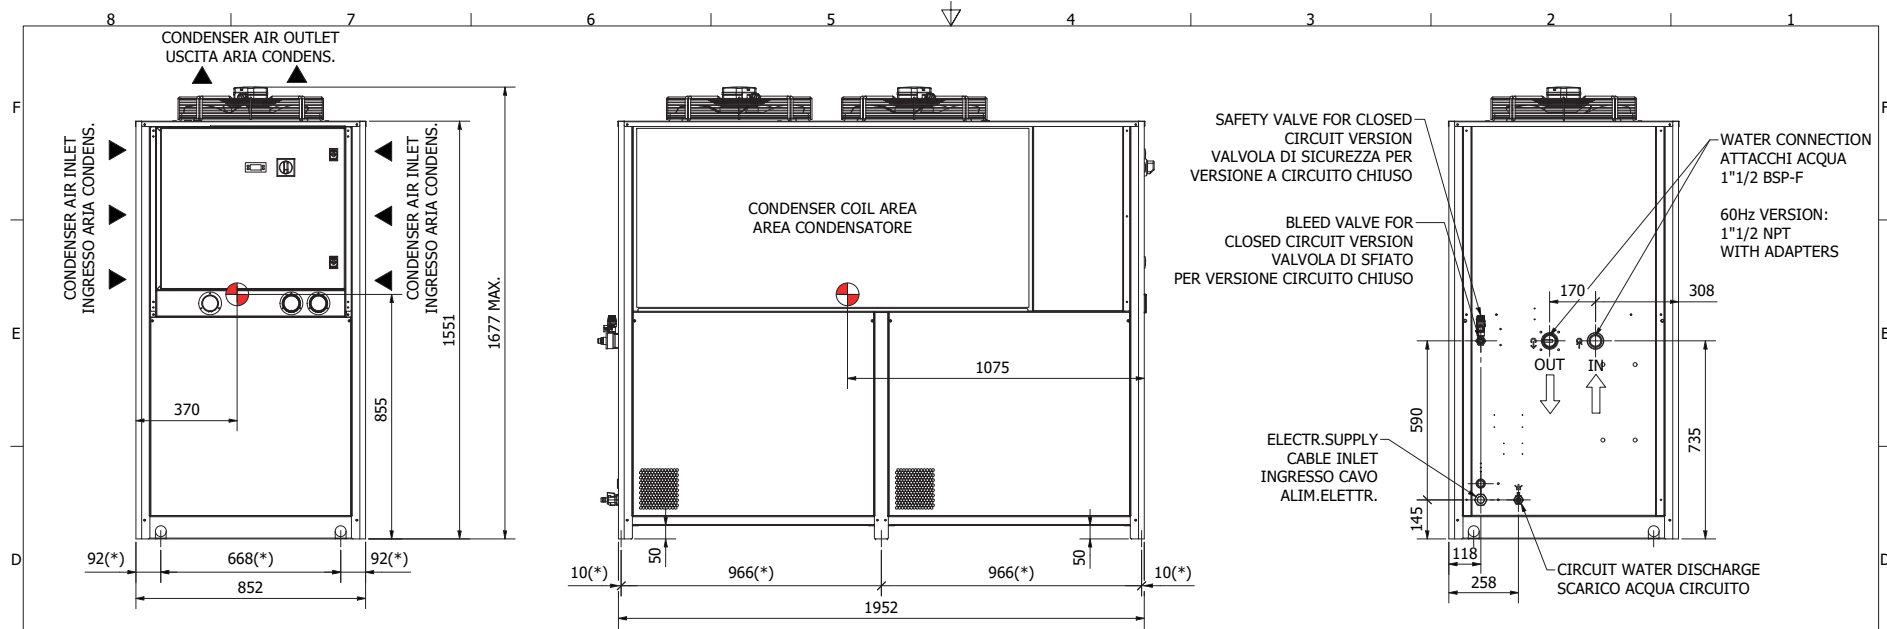 8 7 6 5 4 3 2 1
CONDENSER AIR OUTLET
USCITA ARIA CONDENS.
F
F
CONDENSER AIR INLET
INGRESSO ARIA CONDENS.
CONDENSER AIR INLET
INGRESSO ARIA CONDENS.
1551
1677 MAX.
855
370
92(*)
668(*)
92(*)
852
E
E
D
D
CONDENSER COIL AREA
AREA CONDENSATORE
1075
50
50
10(*)
966(*)
966(*)
10(*)
1952
SAFETY VALVE FOR CLOSED
CIRCUIT VERSION
VALVOLA DI SICUREZZA PER
VERSIONE A CIRCUITO CHIUSO
BLEED VALVE FOR
CLOSED CIRCUIT VERSION
VALVOLA DI SFIATO
PER VERSIONE CIRCUITO CHIUSO
WATER CONNECTION
ATTACCHI ACQUA
1"1/2 BSP-F
60Hz VERSION:
1"1/2 NPT
WITH ADAPTERS
170
308
OUT
IN
590
735
145
ELECTR.SUPPLY
CABLE INLET
INGRESSO CAVO
ALIM.ELETTR.
118
258
CIRCUIT WATER DISCHARGE
SCARICO ACQUA CIRCUITO